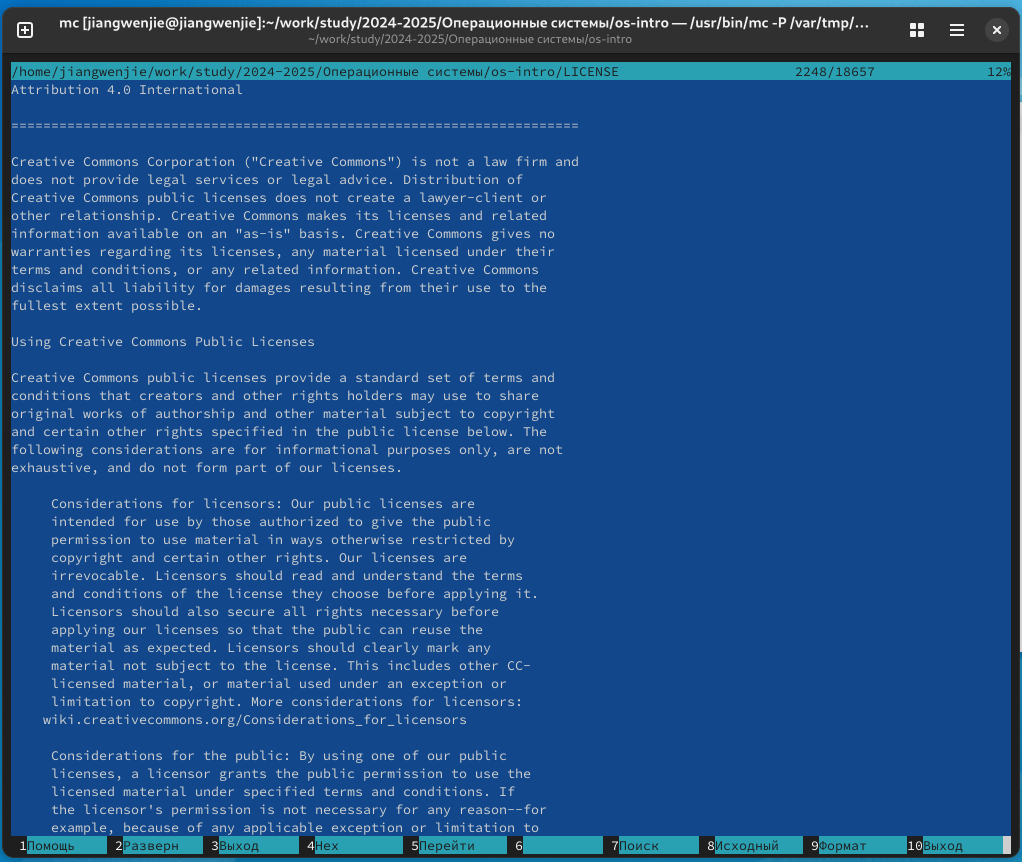 mc [jiangwenjie@jiangwenjie]:~/work/study/2024-2025/Операционные системы/os-intro — /usr/bin/mc -P /var/tmp/…
~/work/study/2024-2025/Операционные системы/os-intro
/home/jiangwenjie/work/study/2024-2025/Операционные системы/os-intro/LICENSE 2248/18657 12%
Attribution 4.0 International
=======================================================================
Creative Commons Corporation ("Creative Commons") is not a law firm and
does not provide legal services or legal advice. Distribution of
Creative Commons public licenses does not create a lawyer-client or
other relationship. Creative Commons makes its licenses and related
information available on an "as-is" basis. Creative Commons gives no
warranties regarding its licenses, any material licensed under their
terms and conditions, or any related information. Creative Commons
disclaims all liability for damages resulting from their use to the
fullest extent possible.
Using Creative Commons Public Licenses
Creative Commons public licenses provide a standard set of terms and
conditions that creators and other rights holders may use to share
original works of authorship and other material subject to copyright
and certain other rights specified in the public license below. The
following considerations are for informational purposes only, are not
exhaustive, and do not form part of our licenses.
Considerations for licensors: Our public licenses are
intended for use by those authorized to give the public
permission to use material in ways otherwise restricted by
copyright and certain other rights. Our licenses are
irrevocable. Licensors should read and understand the terms
and conditions of the license they choose before applying it.
Licensors should also secure all rights necessary before
applying our licenses so that the public can reuse the
material as expected. Licensors should clearly mark any
material not subject to the license. This includes other CC-
licensed material, or material used under an exception or
limitation to copyright. More considerations for licensors:
wiki.creativecommons.org/Considerations_for_licensors
Considerations for the public: By using one of our public
licenses, a licensor grants the public permission to use the
licensed material under specified terms and conditions. If
the licensor's permission is not necessary for any reason--for
example, because of any applicable exception or limitation to
1Помощь 2Разверн 3Выход 4Hex 5Перейти 6 7Поиск 8Исходный 9Формат 10Выход